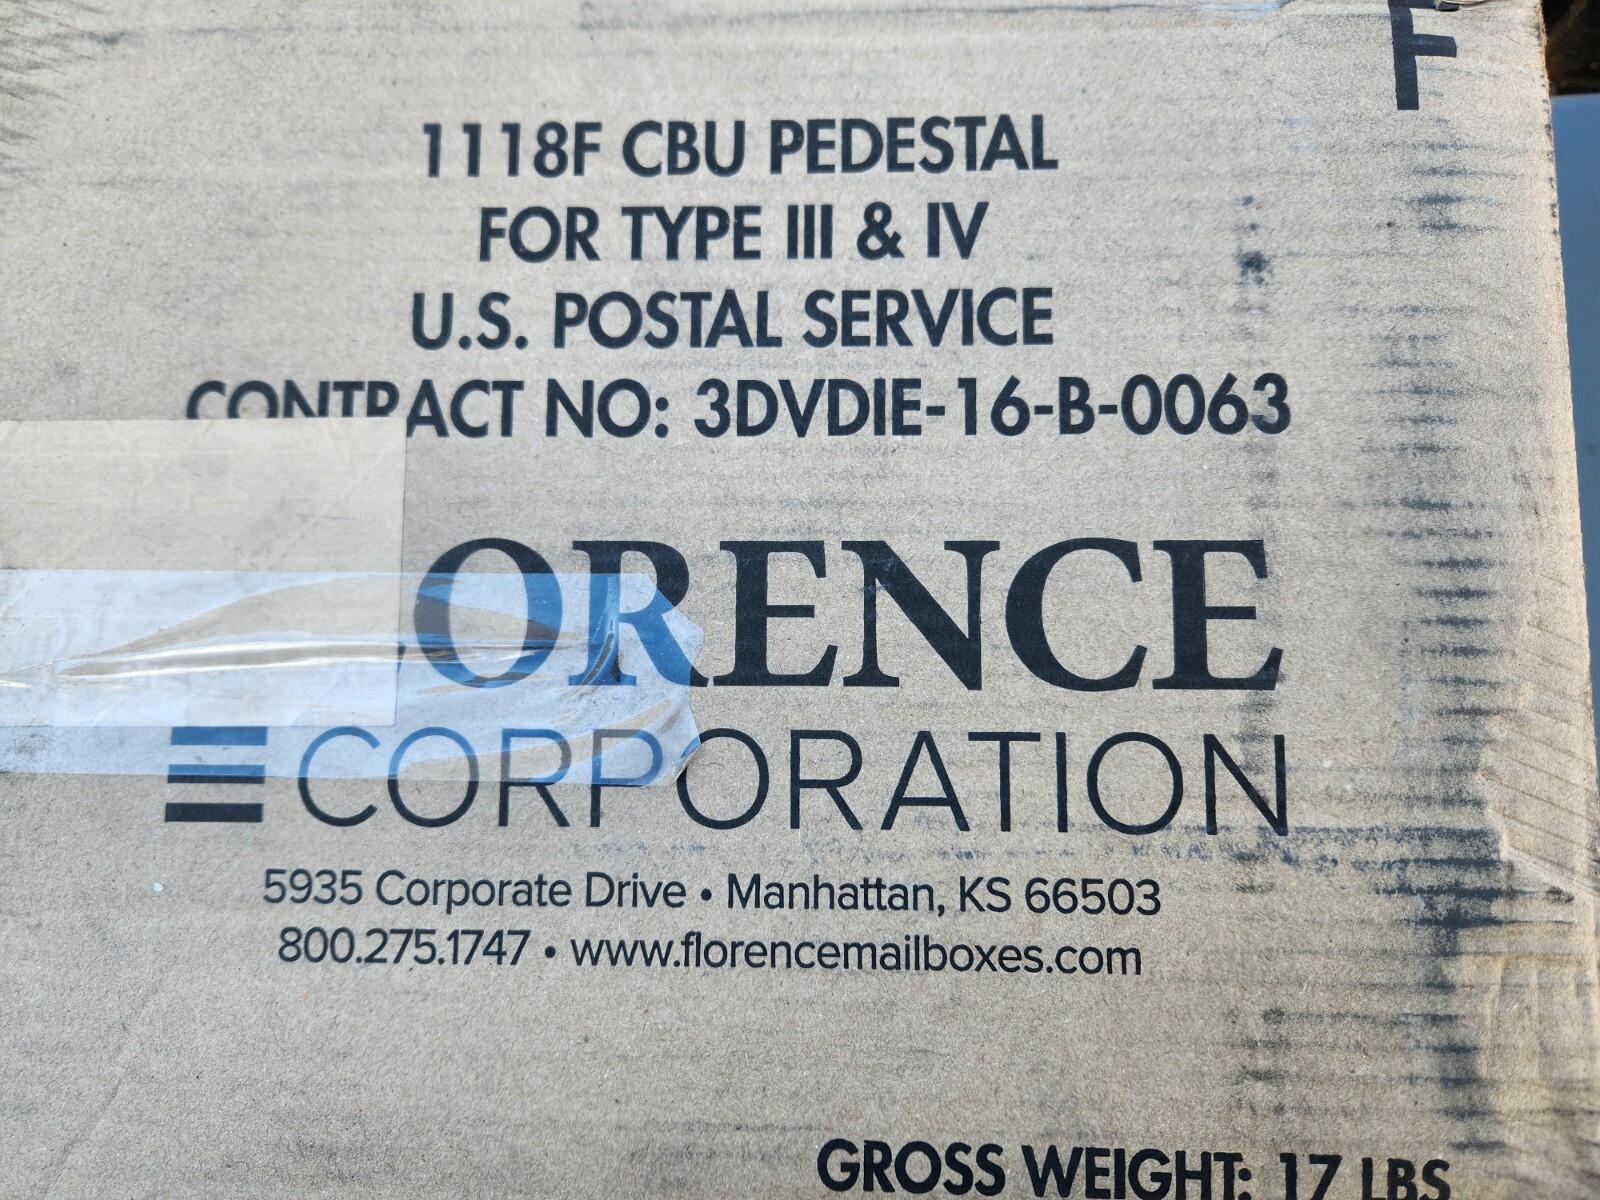 F
1118F CBU PEDESTAL
FOR TYPE III & IV
U.S. POSTAL SERVICE
CONTRACT NO: 3DVDIE-16-B-0063
ORENCE
CORPORATION
5935 Corporate Drive • Manhattan, KS 66503
800.275.1747 • www.florencemailboxes.com
GROSS WEIGHT: 17 LBS